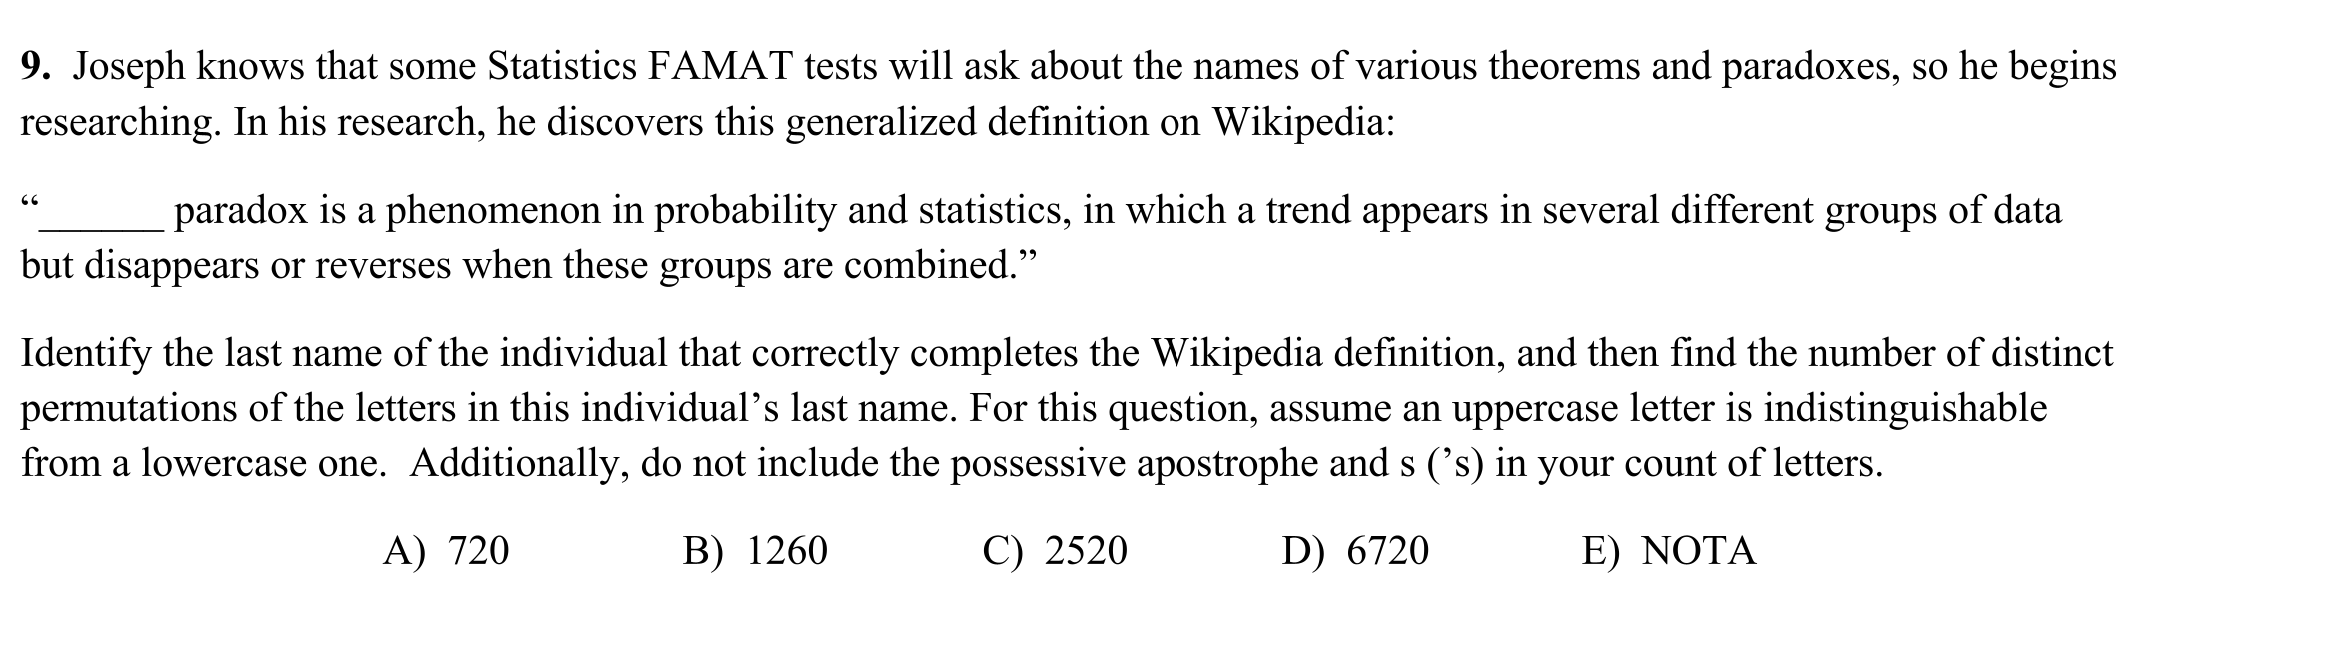 9. Joseph knows that some Statistics FAMAT tests will ask about the names of various theorems and paradoxes, so he begins
researching. In his research, he discovers this generalized definition on Wikipedia:
“______ paradox is a phenomenon in probability and statistics, in which a trend appears in several different groups of data
but disappears or reverses when these groups are combined.”
Identify the last name of the individual that correctly completes the Wikipedia definition, and then find the number of distinct
permutations of the letters in this individual’s last name. For this question, assume an uppercase letter is indistinguishable
from a lowercase one. Additionally, do not include the possessive apostrophe and s (’s) in your count of letters.
A) 720 B) 1260 C) 2520 D) 6720 E) NOTA